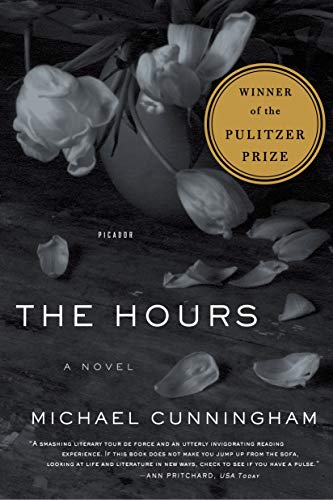 WINNER
of the
PULITZER
PRIZE
PICADOR
THE HOURS
A NOVEL
MICHAEL CUNNINGHAM
"A SMASHING LITERARY TOUR DE FORCE AND AN UTTERLY INVIGORATING READING
EXPERIENCE. IF THIS BOOK DOES NOT MAKE YOU JUMP UP FROM THE SOFA,
LOOKING AT LIFE AND LITERATURE IN NEW WAYS, CHECK TO SEE IF YOU HAVE A PULSE."
—ANN PRITCHARD, USA Today